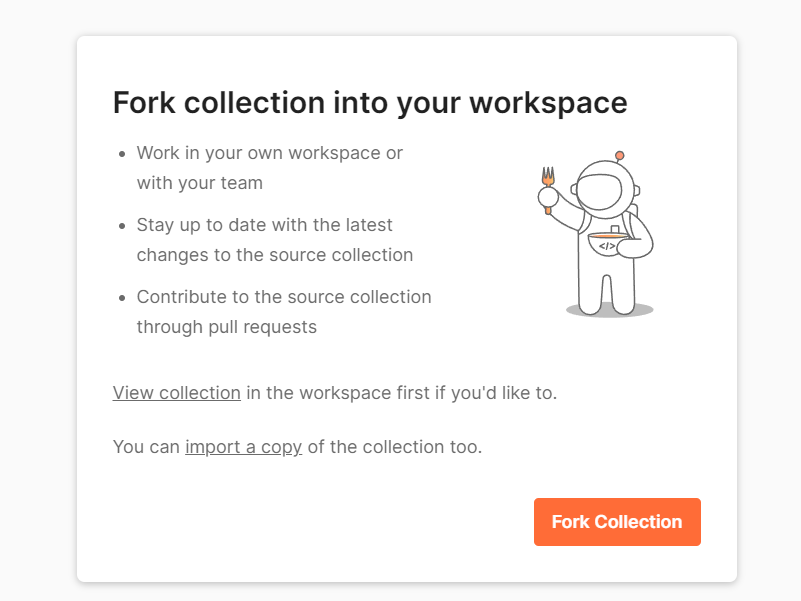 Fork collection into your workspace
Work in your own workspace or
with your team
Stay up to date with the latest
changes to the source collection
Contribute to the source collection
through pull requests
</>
View collection in the workspace first if you'd like to.
You can import a copy of the collection too.
Fork Collection